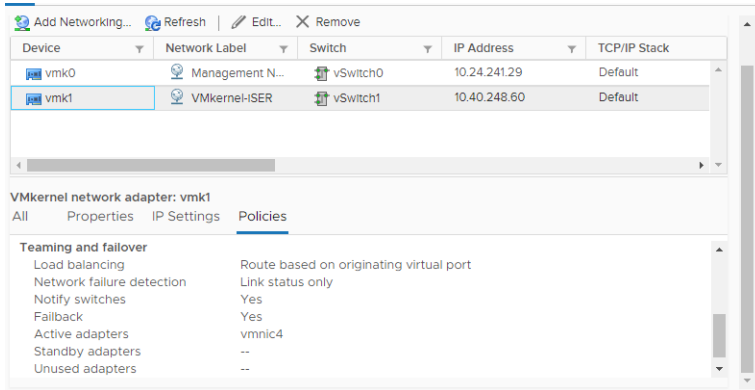 Add Networking... Refresh Edit... Remove
Device Network Label Switch IP Address TCP/IP Stack
vmk0 Management N... vSwitch0 10.24.241.29 Default
vmk1 VMkernel-ISER vSwitch1 10.40.248.60 Default
VMkernel network adapter: vmk1
All Properties IP Settings Policies
Teaming and failover
Load balancing Route based on originating virtual port
Network failure detection Link status only
Notify switches Yes
Failback Yes
Active adapters vmnic4
Standby adapters --
Unused adapters --